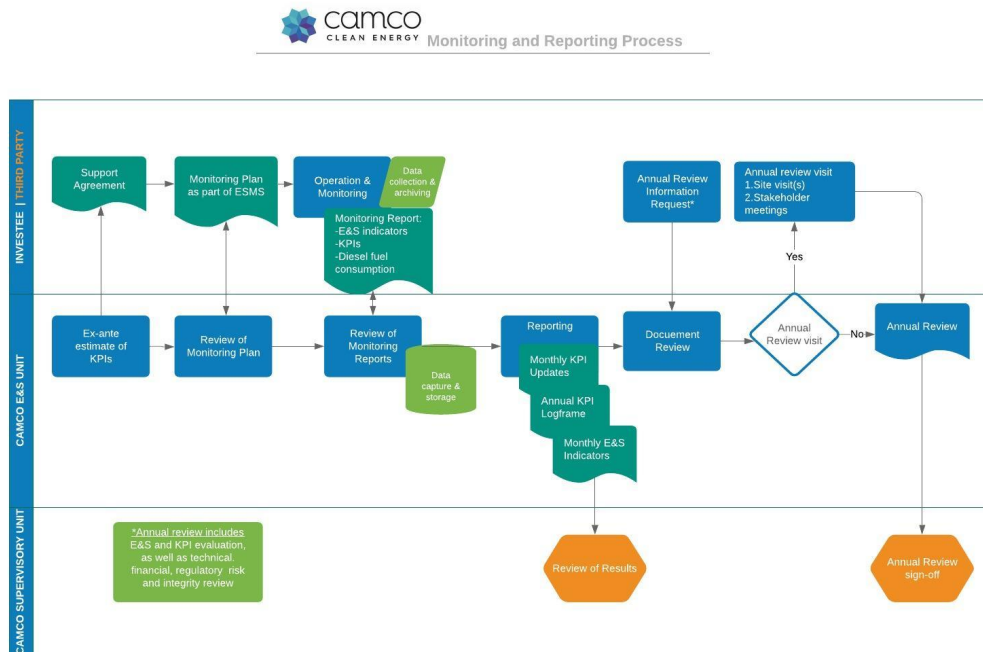 camco
CLEAN ENERGY
Monitoring and Reporting Process
INVESTEE | THIRD PARTY
Support
Agreement
Monitoring Plan
as part of ESMS
Operation &
Monitoring
Data
collection &
archiving
Monitoring Report:
-E&S indicators
-KPIs
-Diesel fuel
consumption
Annual Review
Information
Request*
Annual review visit
1.Site visit(s)
2.Stakeholder
meetings
Yes
CAMCO E&S UNIT
Ex-ante
estimate of
KPIs
Review of
Monitoring Plan
Review of
Monitoring
Reports
Data
capture &
storage
Reporting
Monthly KPI
Updates
Annual KPI
Logframe
Monthly E&S
Indicators
Docuement
Review
Annual
Review visit
No
Annual Review
CAMCO SUPERVISORY UNIT
*Annual review includes
E&S and KPI evaluation,
as well as technical.
financial, regulatory risk
and integrity review
Review of Results
Annual Review
sign-off